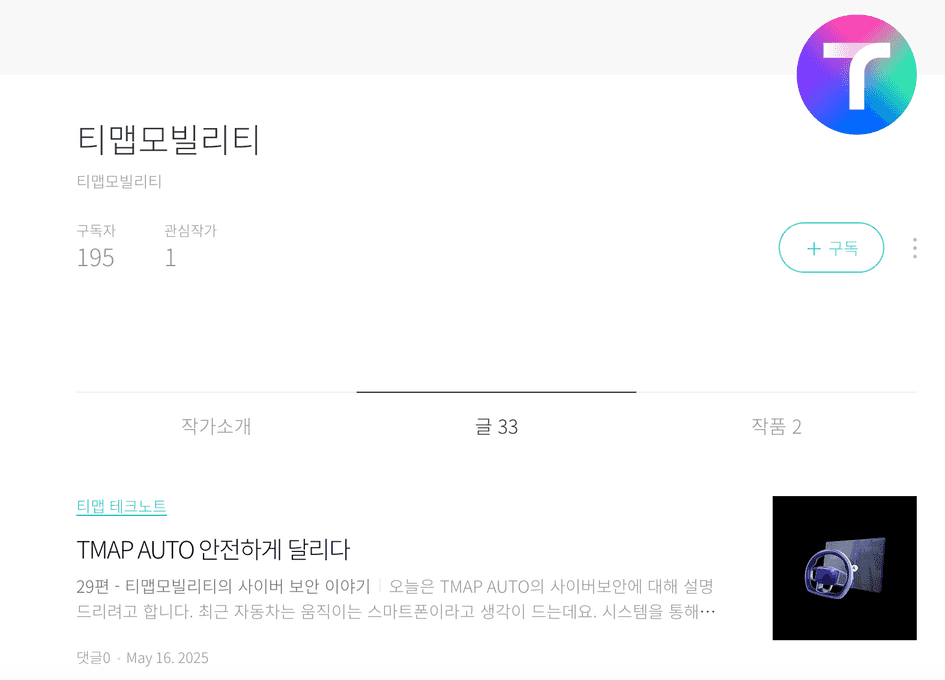 티맵모빌리티
티맵모빌리티
구독자 관심작가
195 1
+ 구독
작가소개 글 33 작품 2
티맵 테크노트
TMAP AUTO 안전하게 달리다
29편 - 티맵모빌리티의 사이버 보안 이야기 | 오늘은 TMAP AUTO의 사이버보안에 대해 설명
드리려고 합니다. 최근 자동차는 움직이는 스마트폰이라고 생각이 드는데요. 시스템을 통해…
댓글0 · May 16. 2025